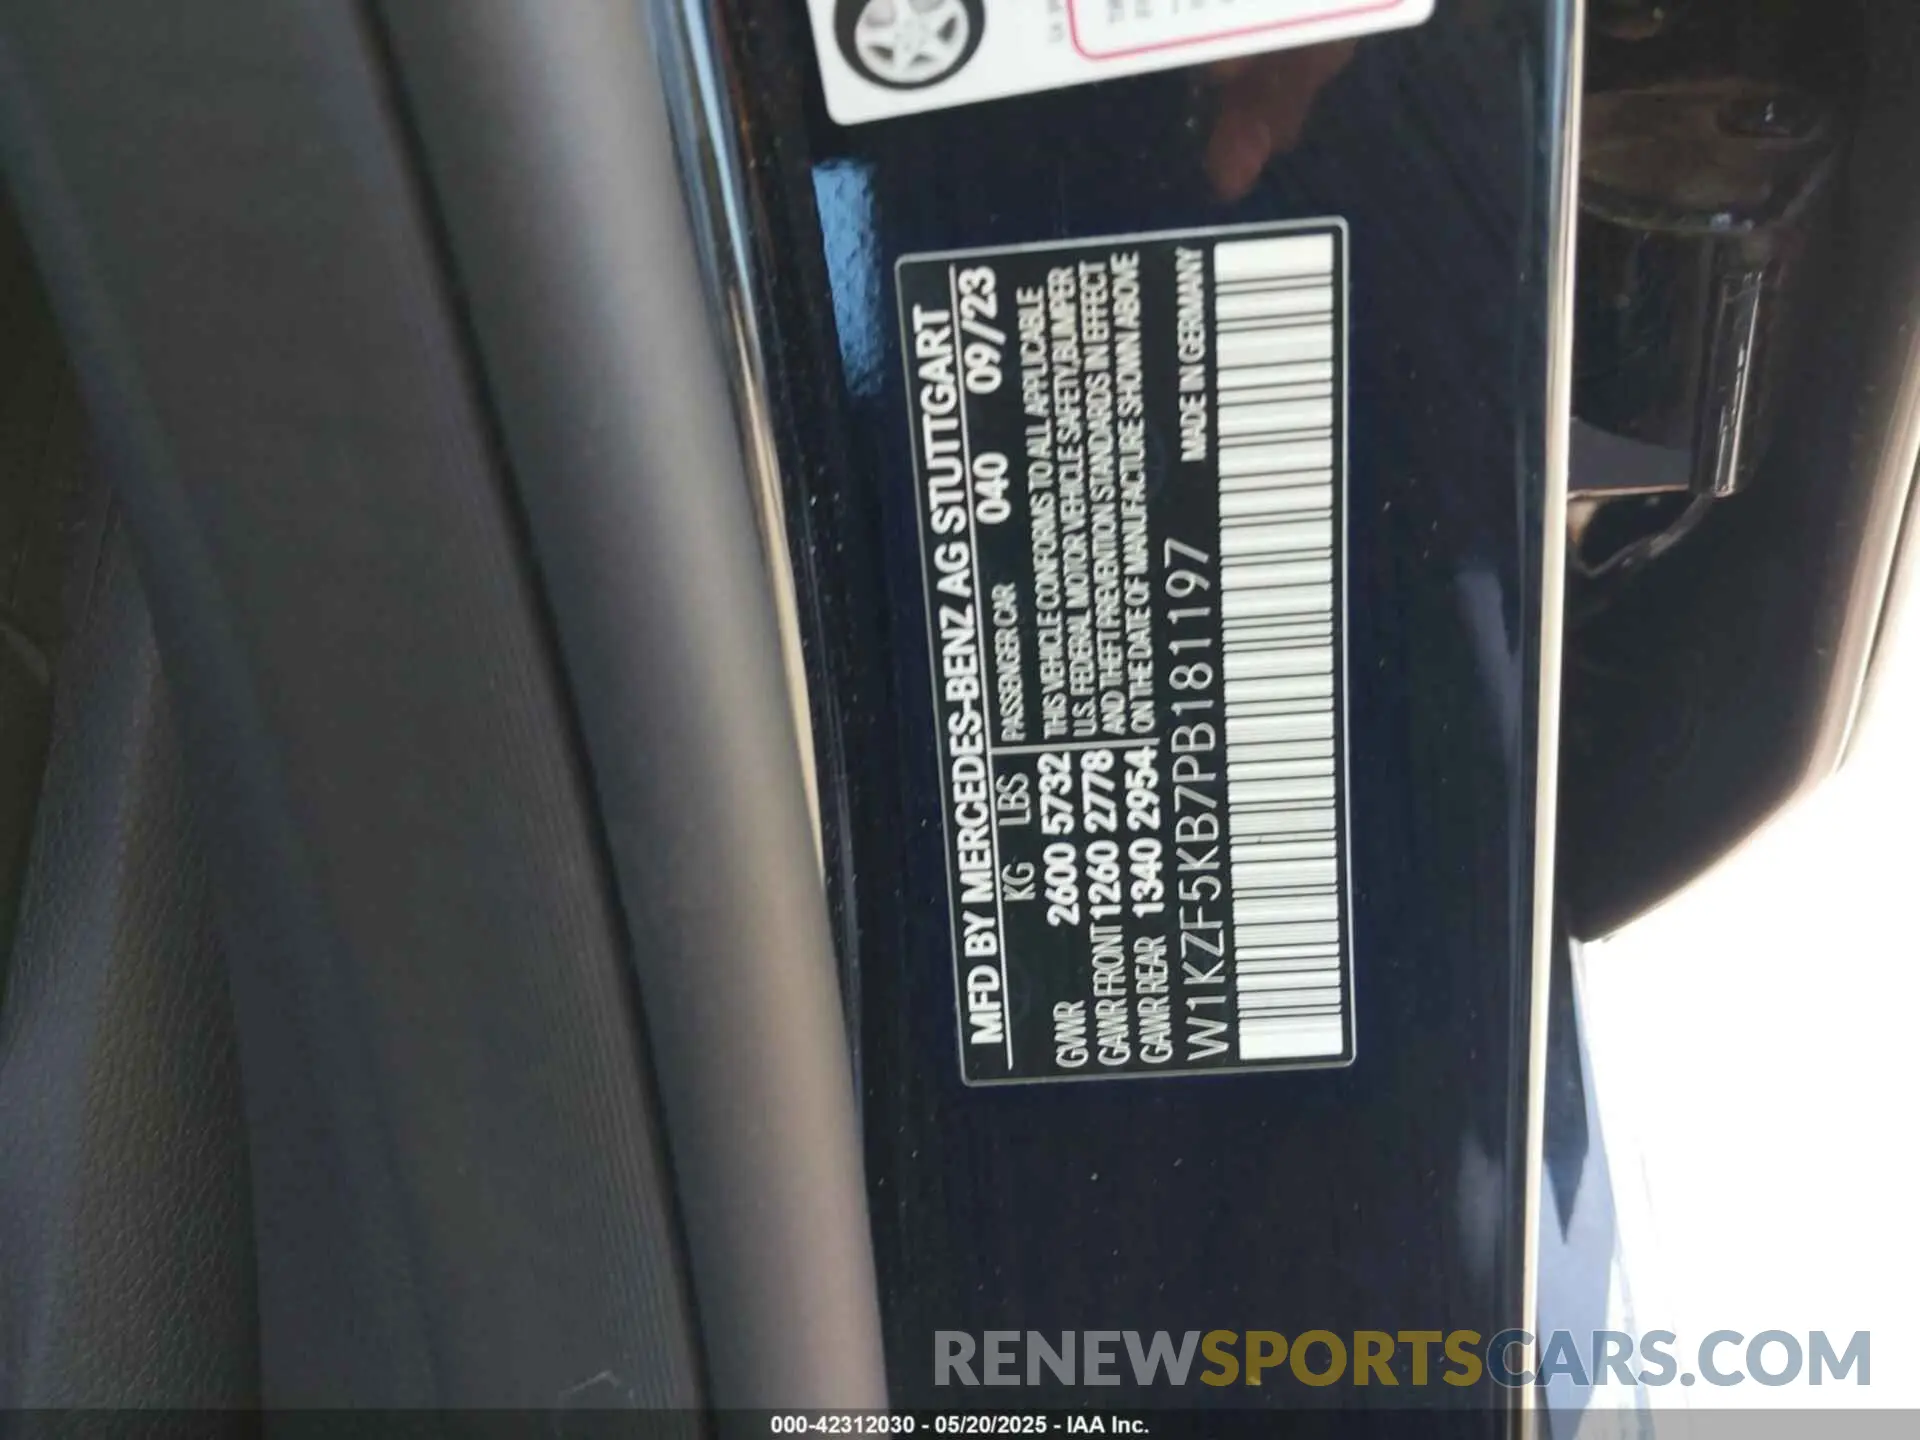 MFD BY MERCEDES-BENZ AG STUTTGART
KG LBS PASSENGER CAR 040 09/23
GVWR 2600 5732 THIS VEHICLE CONFORMS TO ALL APPLICABLE
U.S. FEDERAL MOTOR VEHICLE SAFETY, BUMPER
GAWR FRONT 1260 2778 AND THEFT PREVENTION STANDARDS IN EFFECT
GAWR REAR 1340 2954 ON THE DATE OF MANUFACTURE SHOWN ABOVE
W1KZF5KB7PB181197 MADE IN GERMANY
RENEWSPORTSCARS.COM
000-42312030 - 05/20/2025 - IAA Inc.